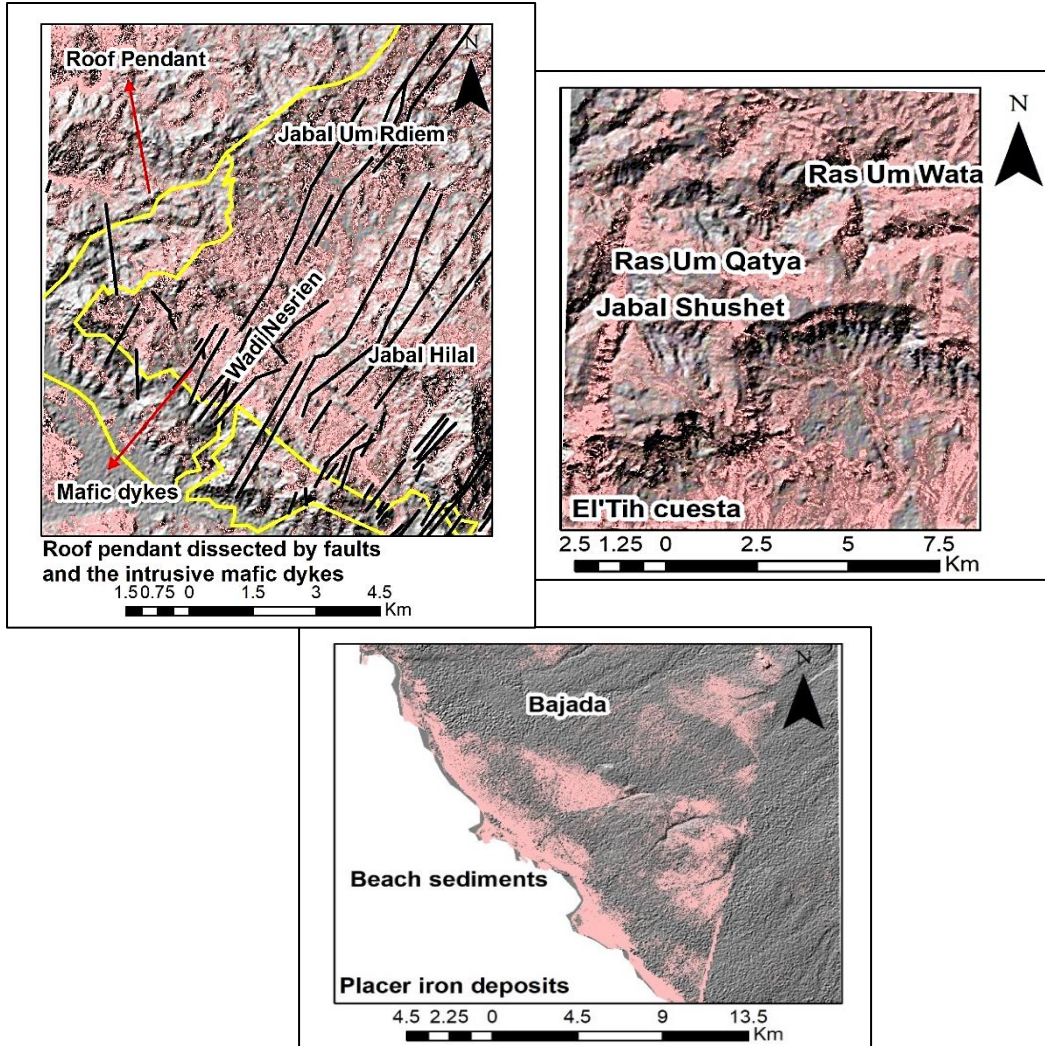 N
Roof Pendant
Jabal Um Rdiem
Wadi Nesrien
Jabal Hilal
Mafic dykes
Roof pendant dissected by faults
and the intrusive mafic dykes
1.5 0.75 0 1.5 3 4.5
Km
N
Ras Um Wata
Ras Um Qatya
Jabal Shushet
El'Tih cuesta
2.5 1.25 0 2.5 5 7.5
Km
N
Bajada
Beach sediments
Placer iron deposits
4.5 2.25 0 4.5 9 13.5
Km